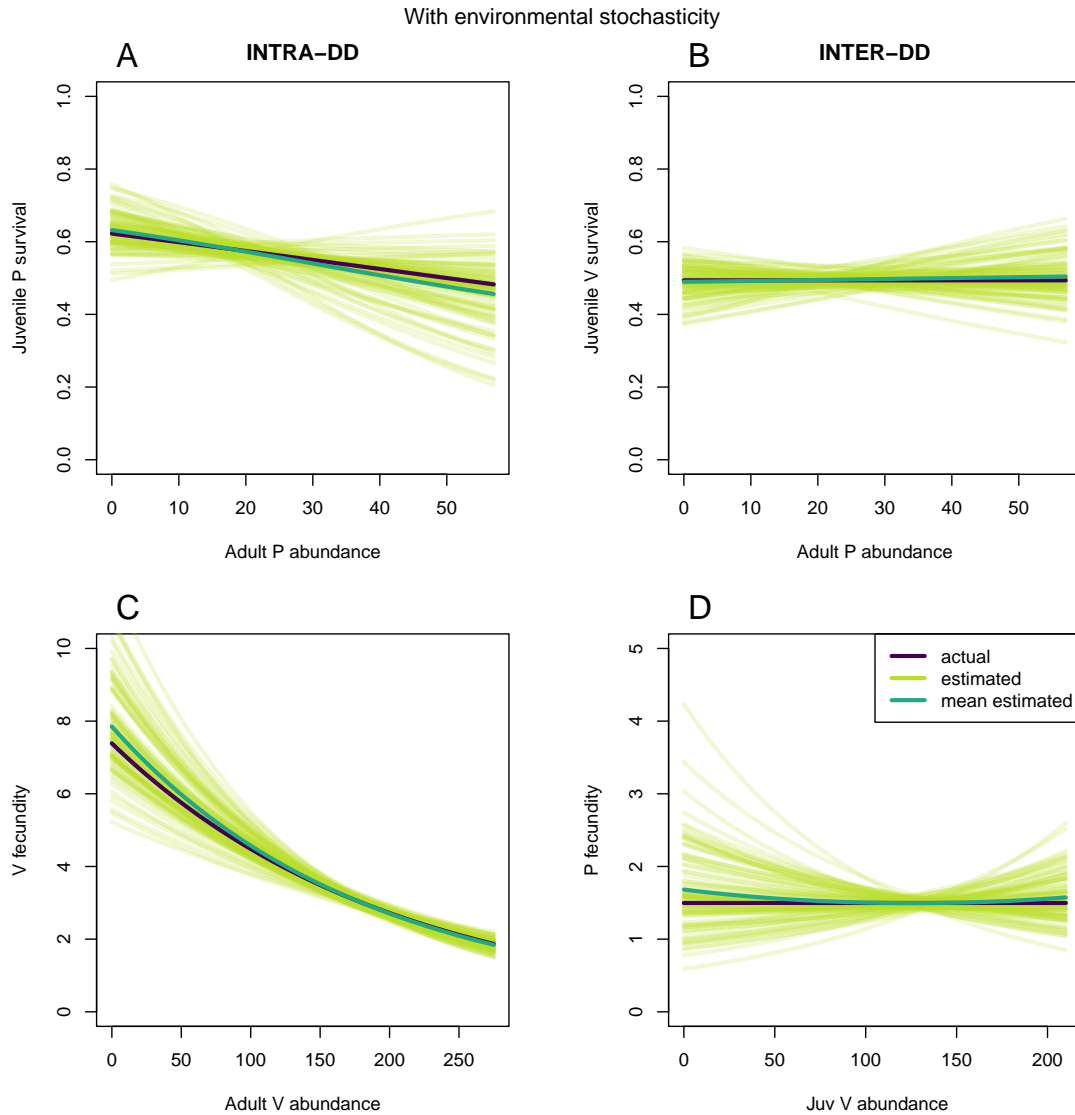 With environmental stochasticity
A
INTRA−DD
B
INTER−DD
1.0
0.8
0.6
0.4
0.2
0.0
Juvenile P survival
0 10 20 30 40 50
Adult P abundance
1.0
0.8
0.6
0.4
0.2
0.0
Juvenile V survival
0 10 20 30 40 50
Adult P abundance
C
10
8
6
4
2
0
V fecundity
0 50 100 150 200 250
Adult V abundance
D
5
4
3
2
1
0
P fecundity
actual
estimated
mean estimated
0 50 100 150 200
Juv V abundance